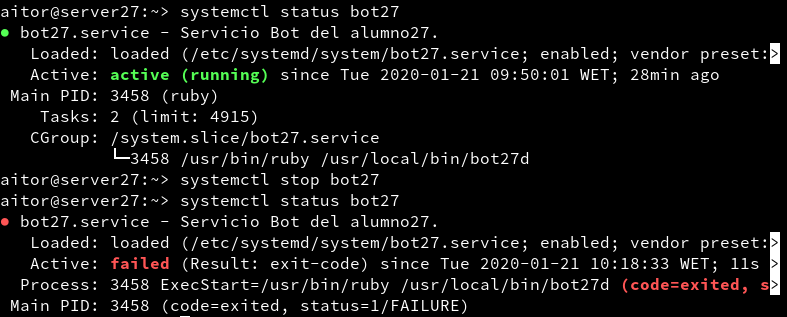 aitor@server27:~> systemctl status bot27
● bot27.service - Servicio Bot del alumno27.
   Loaded: loaded (/etc/systemd/system/bot27.service; enabled; vendor preset:>
   Active: active (running) since Tue 2020-01-21 09:50:01 WET; 28min ago
 Main PID: 3458 (ruby)
    Tasks: 2 (limit: 4915)
   CGroup: /system.slice/bot27.service
           └─3458 /usr/bin/ruby /usr/local/bin/bot27d
aitor@server27:~> systemctl stop bot27
aitor@server27:~> systemctl status bot27
● bot27.service - Servicio Bot del alumno27.
   Loaded: loaded (/etc/systemd/system/bot27.service; enabled; vendor preset:>
   Active: failed (Result: exit-code) since Tue 2020-01-21 10:18:33 WET; 11s >
  Process: 3458 ExecStart=/usr/bin/ruby /usr/local/bin/bot27d (code=exited, s>
 Main PID: 3458 (code=exited, status=1/FAILURE)